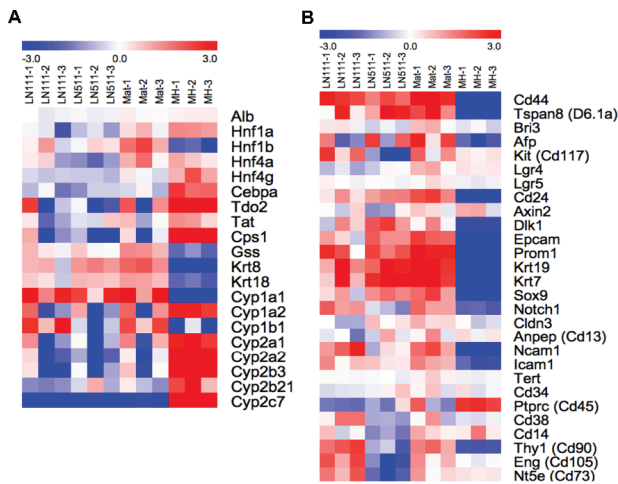 A
-3.0 0.0 3.0
LN111-1
LN111-2
LN111-3
LN511-1
LN511-2
LN511-3
Mat-1
Mat-2
Mat-3
MH-1
MH-2
MH-3
Alb
Hnf1a
Hnf1b
Hnf4a
Hnf4g
Cebpa
Tdo2
Tat
Cps1
Gss
Krt8
Krt18
Cyp1a1
Cyp1a2
Cyp1b1
Cyp2a1
Cyp2a2
Cyp2b3
Cyp2b21
Cyp2c7
B
-3.0 0.0 3.0
LN111-1
LN111-2
LN111-3
LN511-1
LN511-2
LN511-3
Mat-1
Mat-2
Mat-3
MH-1
MH-2
MH-3
Cd44
Tspan8 (D6.1a)
Bri3
Afp
Kit (Cd117)
Lgr4
Lgr5
Cd24
Axin2
Dlk1
Epcam
Prom1
Krt19
Krt7
Sox9
Notch1
Cldn3
Anpep (Cd13)
Ncam1
Icam1
Tert
Cd34
Ptprc (Cd45)
Cd38
Cd14
Thy1 (Cd90)
Eng (Cd105)
Nt5e (Cd73)